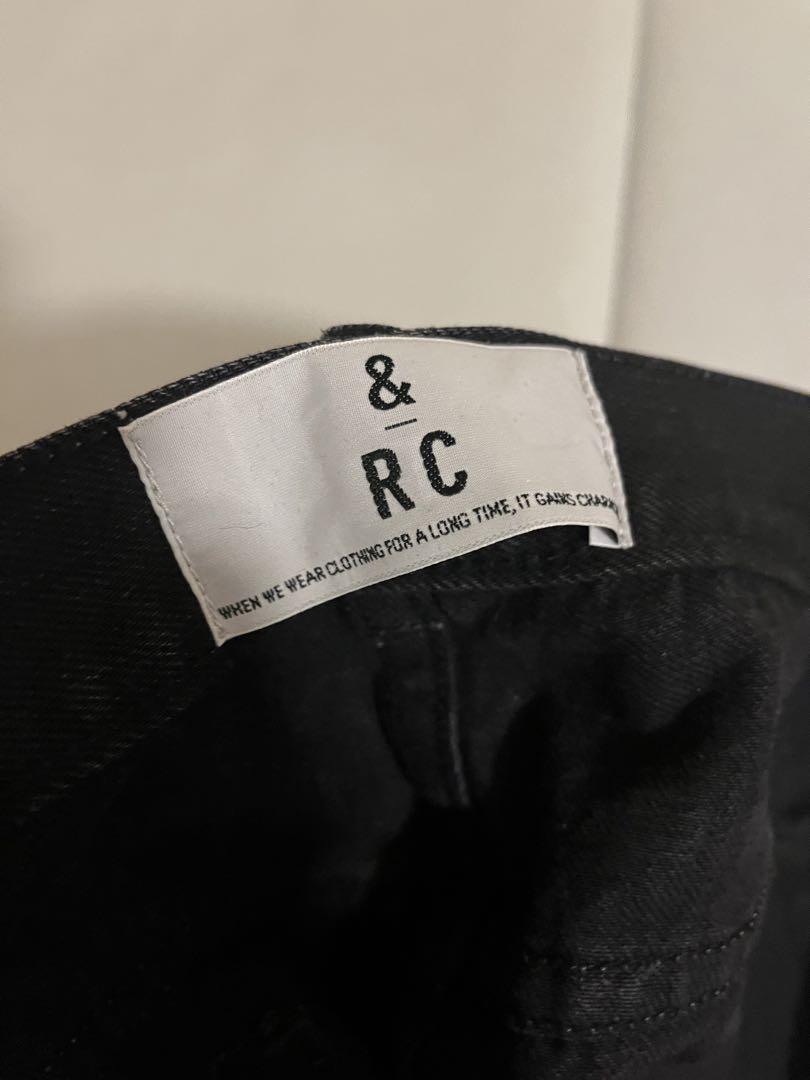 &
RC
WHEN WE WEAR CLOTHING FOR A LONG TIME, IT GAINS